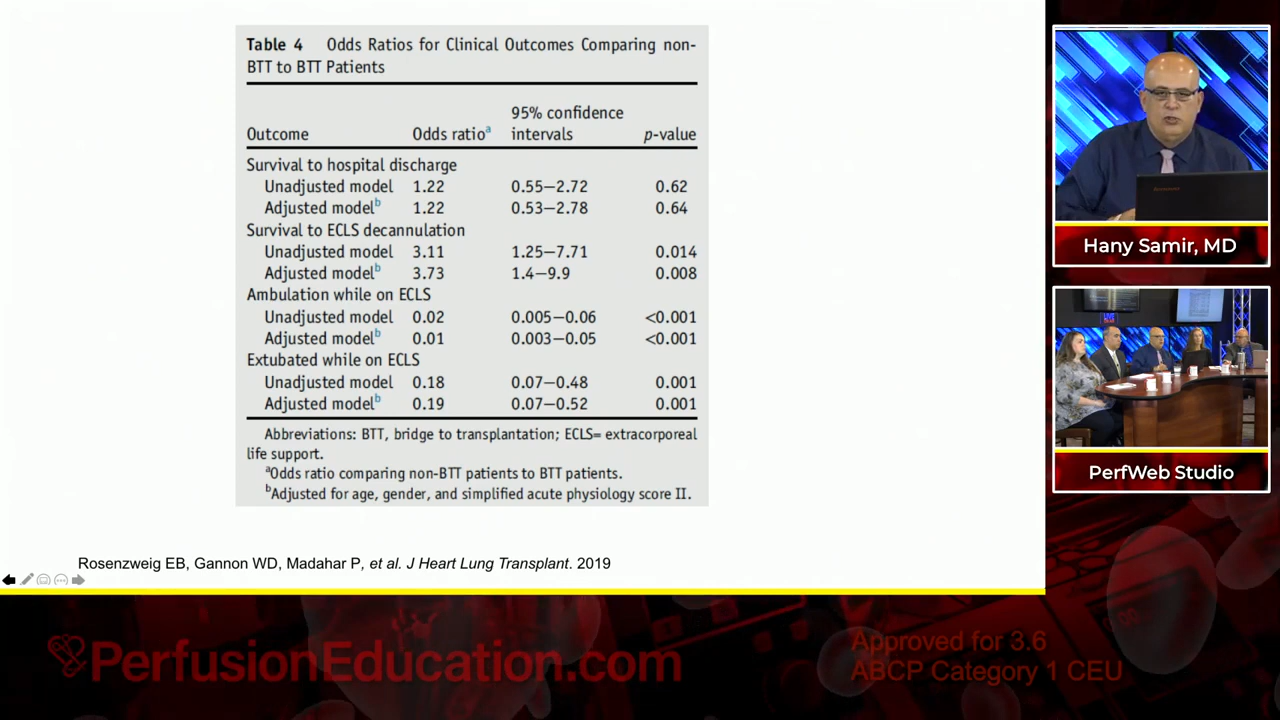 Table 4 Odds Ratios for Clinical Outcomes Comparing non-
BTT to BTT Patients
Outcome Odds ratioᵃ 95% confidence intervals p-value
Survival to hospital discharge
Unadjusted model 1.22 0.55–2.72 0.62
Adjusted modelᵇ 1.22 0.53–2.78 0.64
Survival to ECLS decannulation
Unadjusted model 3.11 1.25–7.71 0.014
Adjusted modelᵇ 3.73 1.4–9.9 0.008
Ambulation while on ECLS
Unadjusted model 0.02 0.005–0.06 <0.001
Adjusted modelᵇ 0.01 0.003–0.05 <0.001
Extubated while on ECLS
Unadjusted model 0.18 0.07–0.48 0.001
Adjusted modelᵇ 0.19 0.07–0.52 0.001
Abbreviations: BTT, bridge to transplantation; ECLS= extracorporeal
life support.
ᵃOdds ratio comparing non-BTT patients to BTT patients.
ᵇAdjusted for age, gender, and simplified acute physiology score II.
Rosenzweig EB, Gannon WD, Madahar P, et al. J Heart Lung Transplant. 2019
Hany Samir, MD
PerfWeb Studio
PerfusionEducation.com
Approved for 3.6
ABCP Category 1 CEU